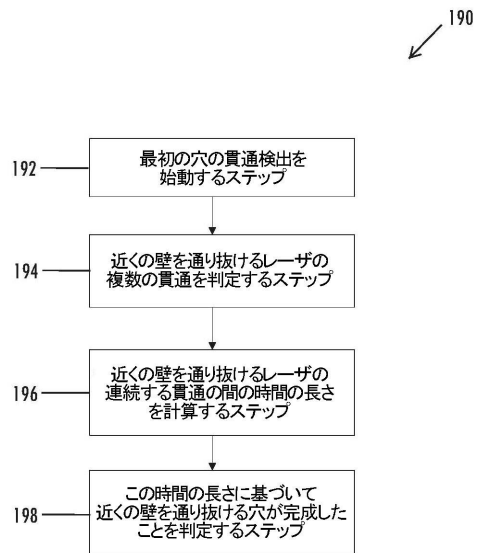 190
192
最初の穴の貫通検出を
始動するステップ
194
近くの壁を通り抜けるレーザの
複数の貫通を判定するステップ
196
近くの壁を通り抜けるレーザの
連続する貫通の間の時間の長さ
を計算するステップ
198
この時間の長さに基づいて
近くの壁を通り抜ける穴が完成した
ことを判定するステップ